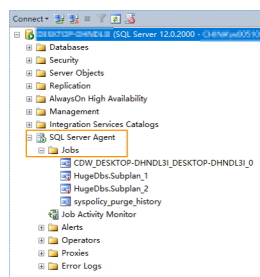 Connect
(SQL Server 12.0.2000 -
Databases
Security
Server Objects
Replication
AlwaysOn High Availability
Management
Integration Services Catalogs
SQL Server Agent
Jobs
CDW_DESKTOP-DHNDL3I_DESKTOP-DHNDL3I_0
HugeDbs.Subplan_1
HugeDbs.Subplan_2
syspolicy_purge_history
Job Activity Monitor
Alerts
Operators
Proxies
Error Logs